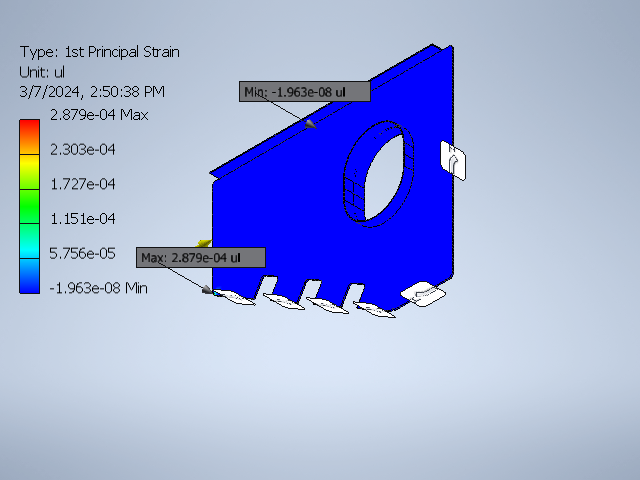 Type: 1st Principal Strain
Unit: ul
3/7/2024, 2:50:38 PM
2.879e-04 Max
2.303e-04
1.727e-04
1.151e-04
5.756e-05
-1.963e-08 Min
Min: -1.963e-08 ul
Max: 2.879e-04 ul